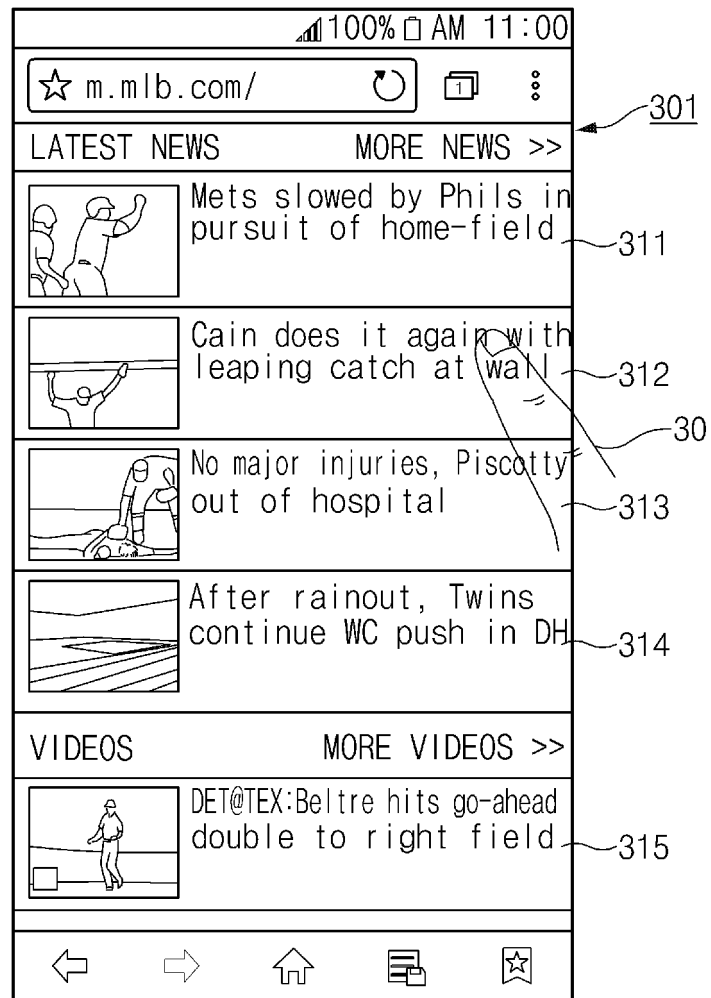 100% AM 11:00
m.mlb.com/
1
301
LATEST NEWS MORE NEWS >>
Mets slowed by Phils in
pursuit of home-field
311
Cain does it again with
leaping catch at wall
312
30
No major injuries, Piscotty
out of hospital
313
After rainout, Twins
continue WC push in DH
314
VIDEOS MORE VIDEOS >>
DET@TEX:Beltre hits go-ahead
double to right field
315